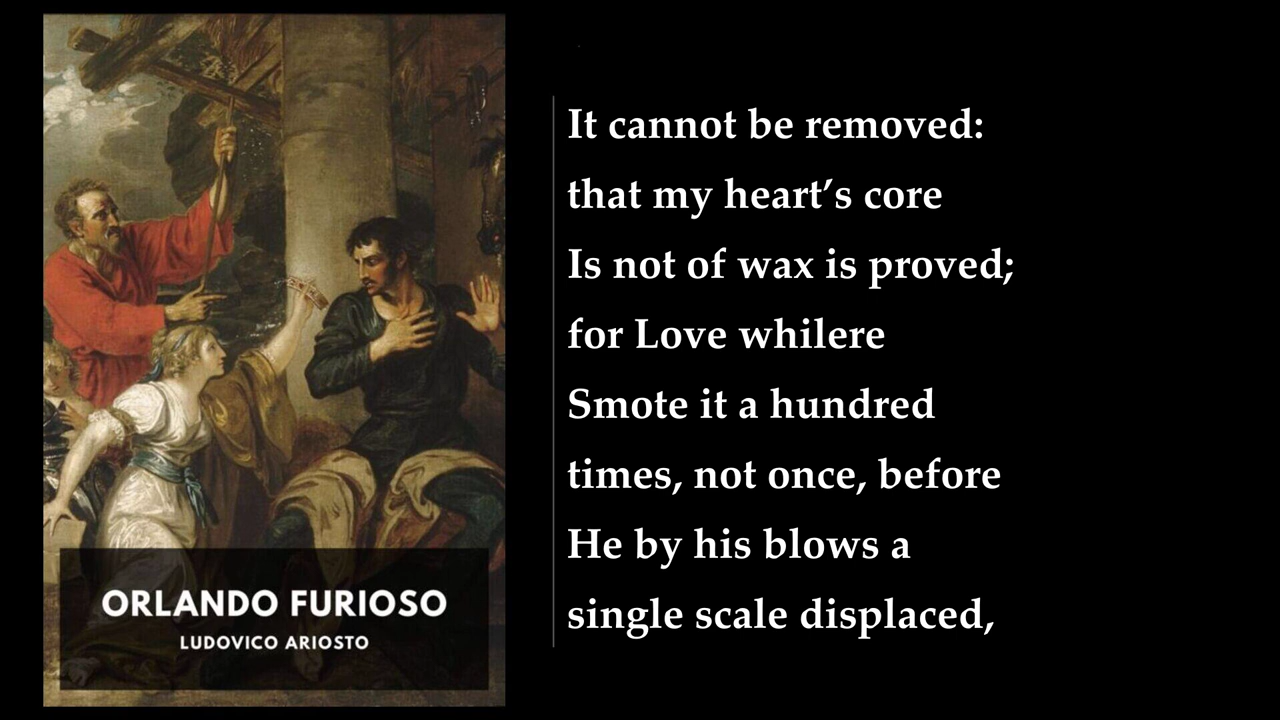 ORLANDO FURIOSO
LUDOVICO ARIOSTO
It cannot be removed:
that my heart’s core
Is not of wax is proved;
for Love whilere
Smote it a hundred
times, not once, before
He by his blows a
single scale displaced,